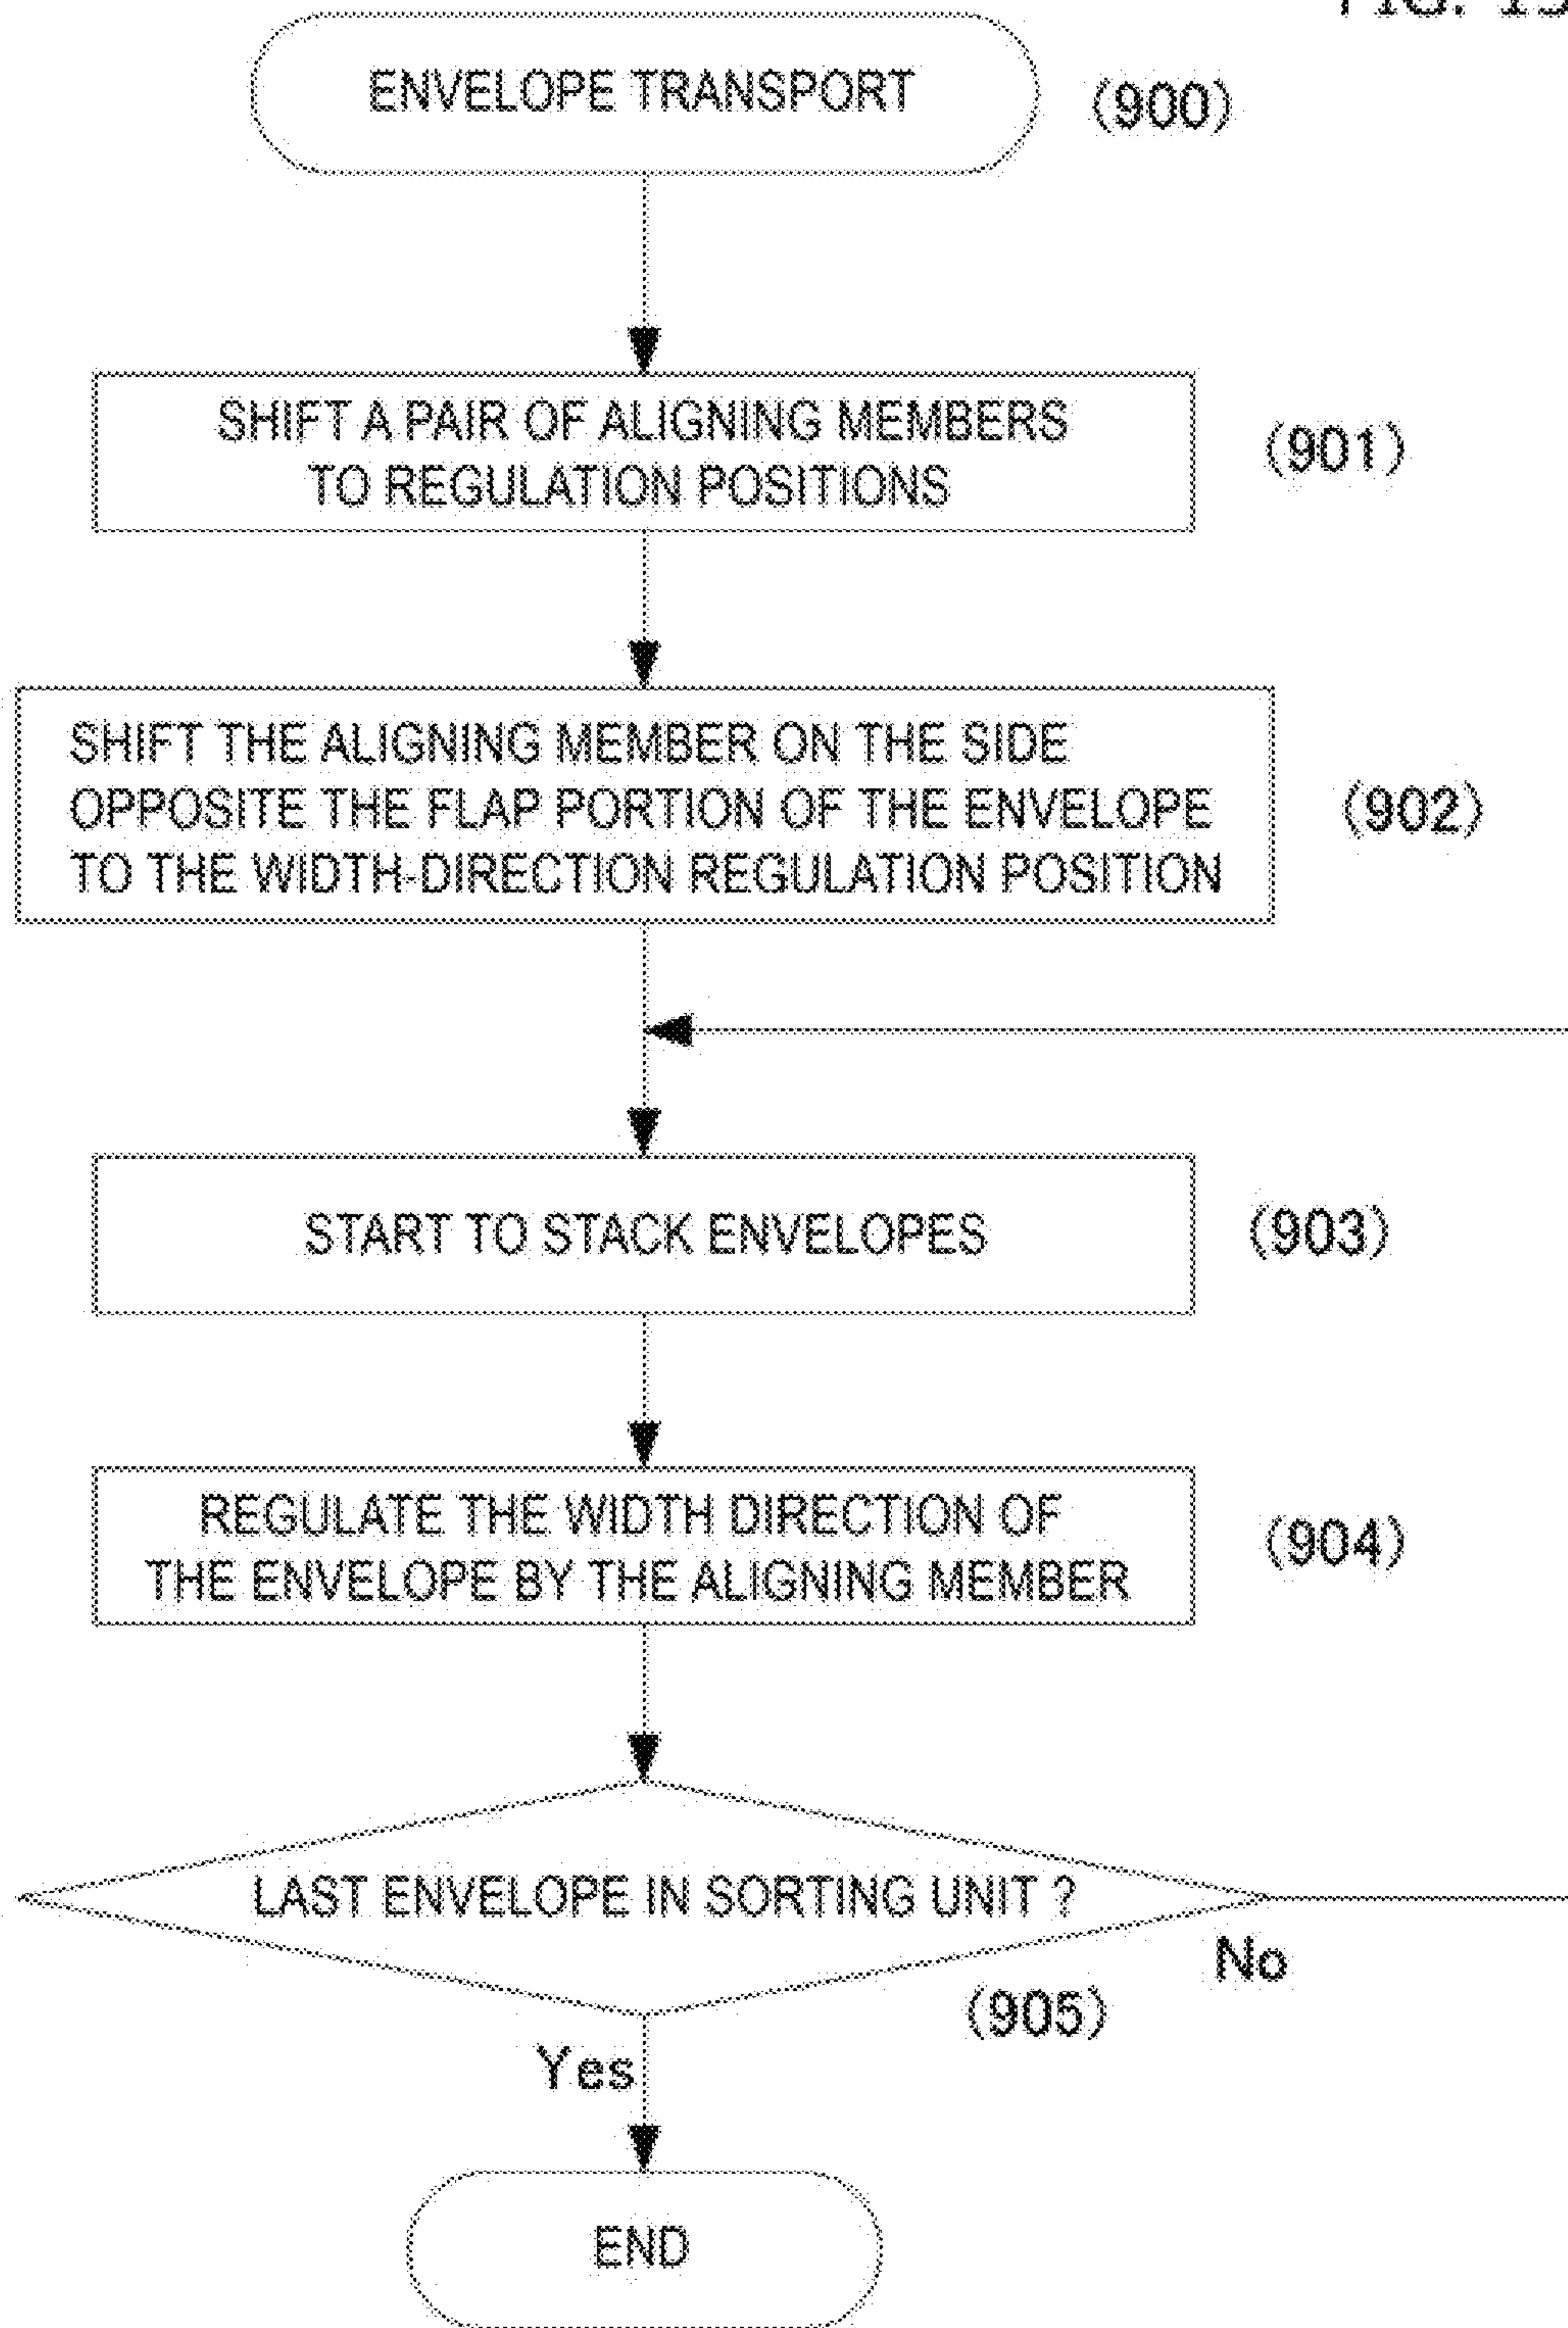 ENVELOPE TRANSPORT
(900)
SHIFT A PAIR OF ALIGNING MEMBERS
TO REGULATION POSITIONS
(901)
SHIFT THE ALIGNING MEMBER ON THE SIDE
OPPOSITE THE FLAP PORTION OF THE ENVELOPE
TO THE WIDTH-DIRECTION REGULATION POSITION
(902)
START TO STACK ENVELOPES
(903)
REGULATE THE WIDTH DIRECTION OF
THE ENVELOPE BY THE ALIGNING MEMBER
(904)
LAST ENVELOPE IN SORTING UNIT ?
No
(905)
Yes
END